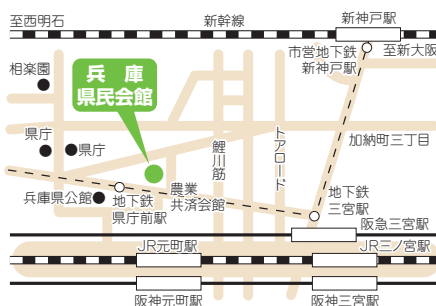 至西明石
新幹線
新神戸駅
市営地下鉄
新神戸駅
至新大阪
相楽園
兵庫
県民会館
県庁
県庁
鯉川筋
トアロード
加納町三丁目
兵庫県公館
地下鉄
県庁前駅
農業
共済会館
地下鉄
三宮駅
阪急三宮駅
JR元町駅
JR三ノ宮駅
阪神元町駅
阪神三宮駅